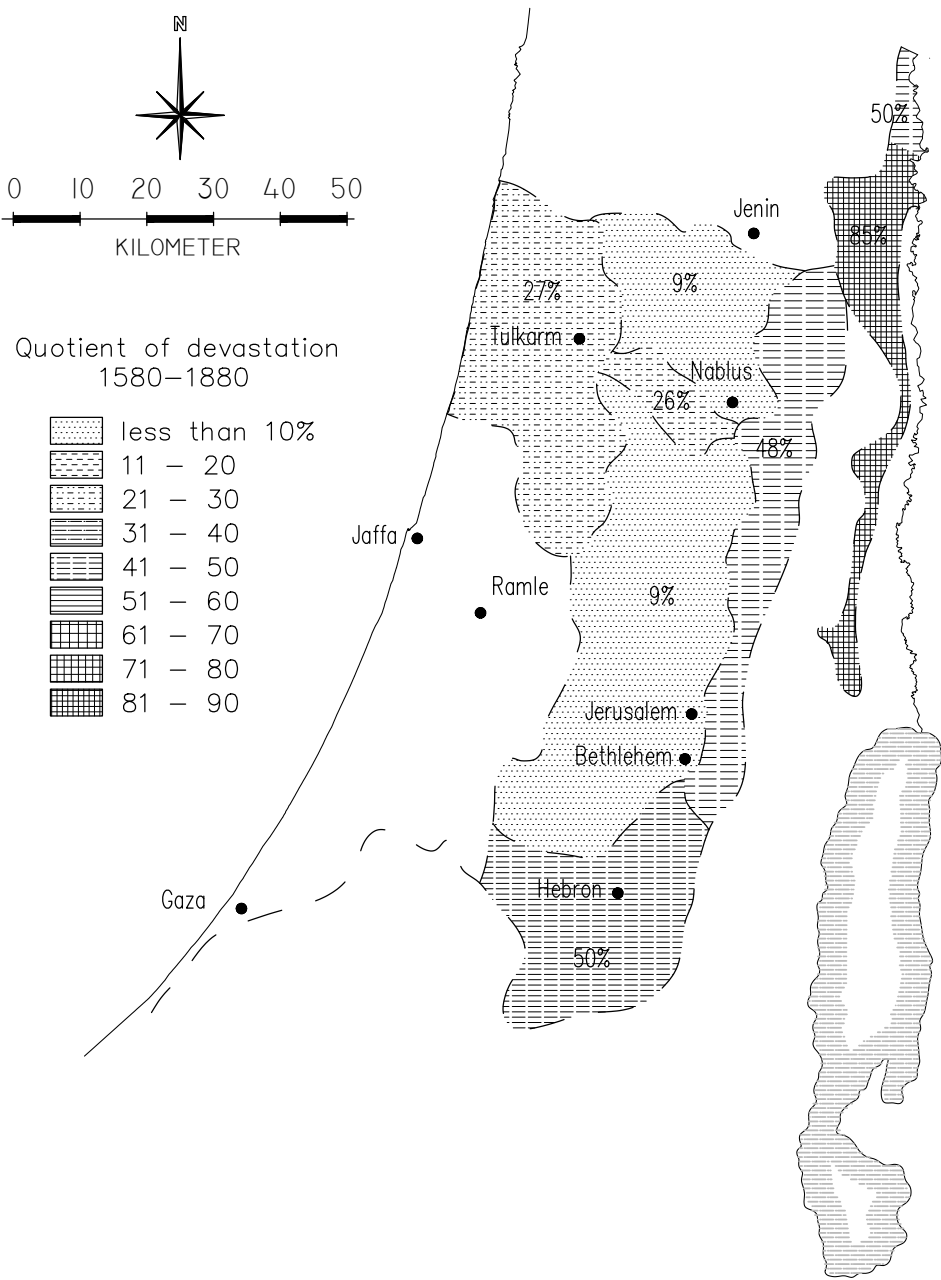 N
0 10 20 30 40 50
KILOMETER
Quotient of devastation
1580-1880
less than 10%
11 - 20
21 - 30
31 - 40
41 - 50
51 - 60
61 - 70
71 - 80
81 - 90
50%
Jenin
85%
9%
27%
Tulkarm
Nablus
26%
48%
Jaffa
Ramle
9%
Jerusalem
Bethlehem
Hebron
Gaza
50%